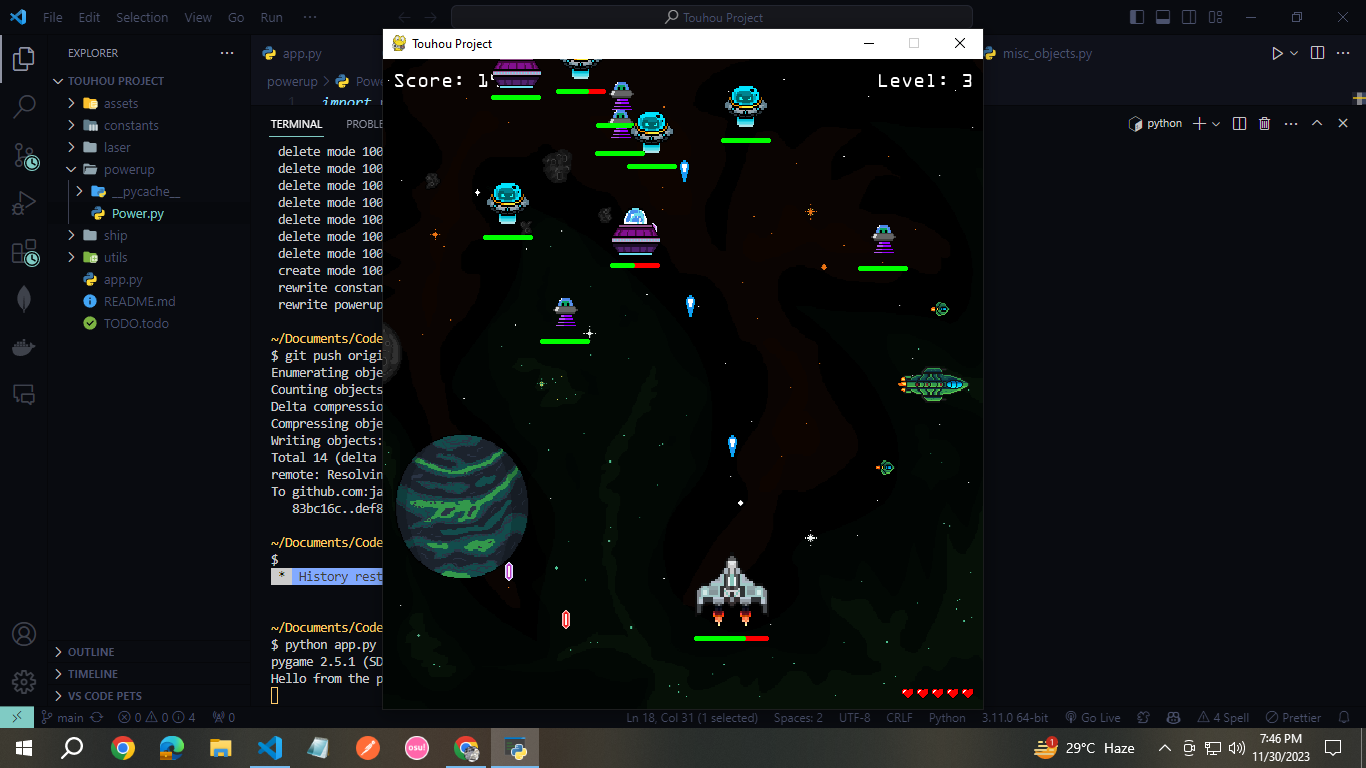 File Edit Selection View Go Run ···
Touhou Project
EXPLORER
TOUHOU PROJECT
assets
constants
laser
powerup
__pycache__
Power.py
ship
utils
app.py
README.md
TODO.todo
OUTLINE
TIMELINE
VS CODE PETS
app.py
misc_objects.py
powerup
import
TERMINAL
python
delete mode 100
delete mode 100
delete mode 100
delete mode 100
delete mode 100
delete mode 100
delete mode 100
create mode 100
rewrite constan
rewrite powerup
~/Documents/Code
$ git push origi
Enumerating obje
Counting objects
Delta compressio
Compressing obje
Writing objects:
Total 14 (delta
remote: Resolvin
To github.com:ja
83bc16c..def8
~/Documents/Code
$
* History rest
~/Documents/Code
$ python app.py
pygame 2.5.1 (SD
Hello from the p
Touhou Project
Score: 1
Level: 3
main 0 0 4 0
Ln 18, Col 31 (1 selected) Spaces: 2 UTF-8 CRLF Python 3.11.0 64-bit Go Live 4 Spell Prettier
osu!
1
29°C Haze
7:46 PM
11/30/2023